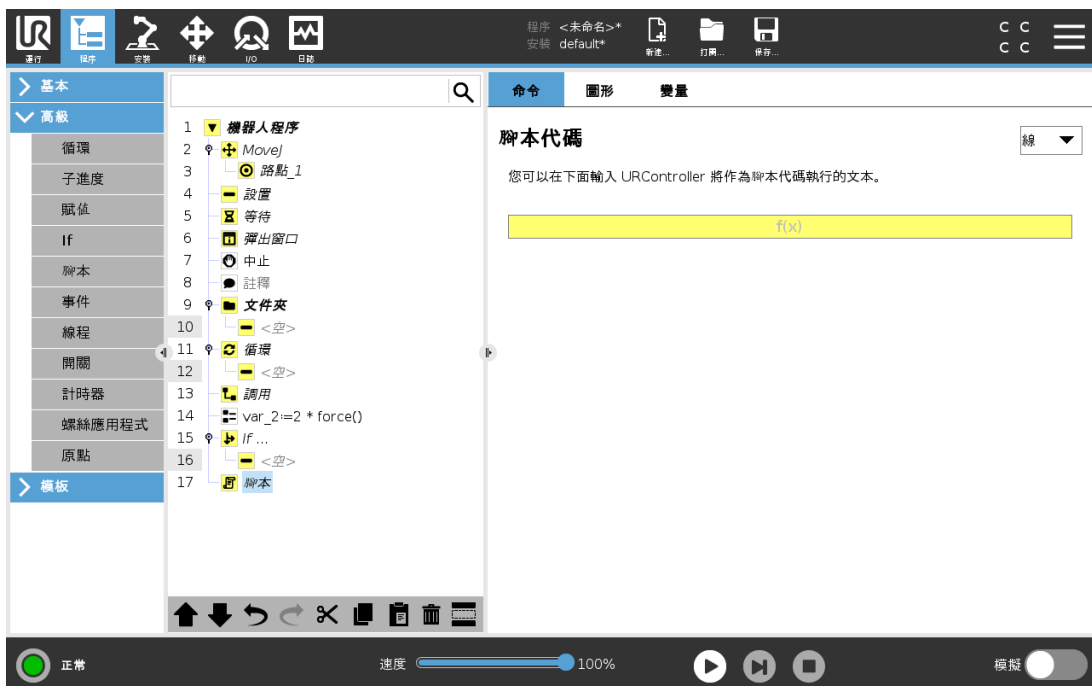 UR
運行
程序
安裝
移動
I/O
日誌
程序 <未命名>*
安裝 default*
新建...
打開...
保存...
C C
C C
基本
高級
循環
子進度
賦值
If
腳本
事件
線程
開關
計時器
螺絲應用程式
原點
模板
1 機器人程序
2 MoveJ
3 路點_1
4 設置
5 等待
6 彈出窗口
7 中止
8 註釋
9 文件夾
10 <空>
11 循環
12 <空>
13 調用
14 var_2≔2 * force()
15 If ...
16 <空>
17 腳本
命令 圖形 變量
腳本代碼
線
您可以在下面輸入 URController 將作為腳本代碼執行的文本。
f(x)
正常
速度 100%
模擬